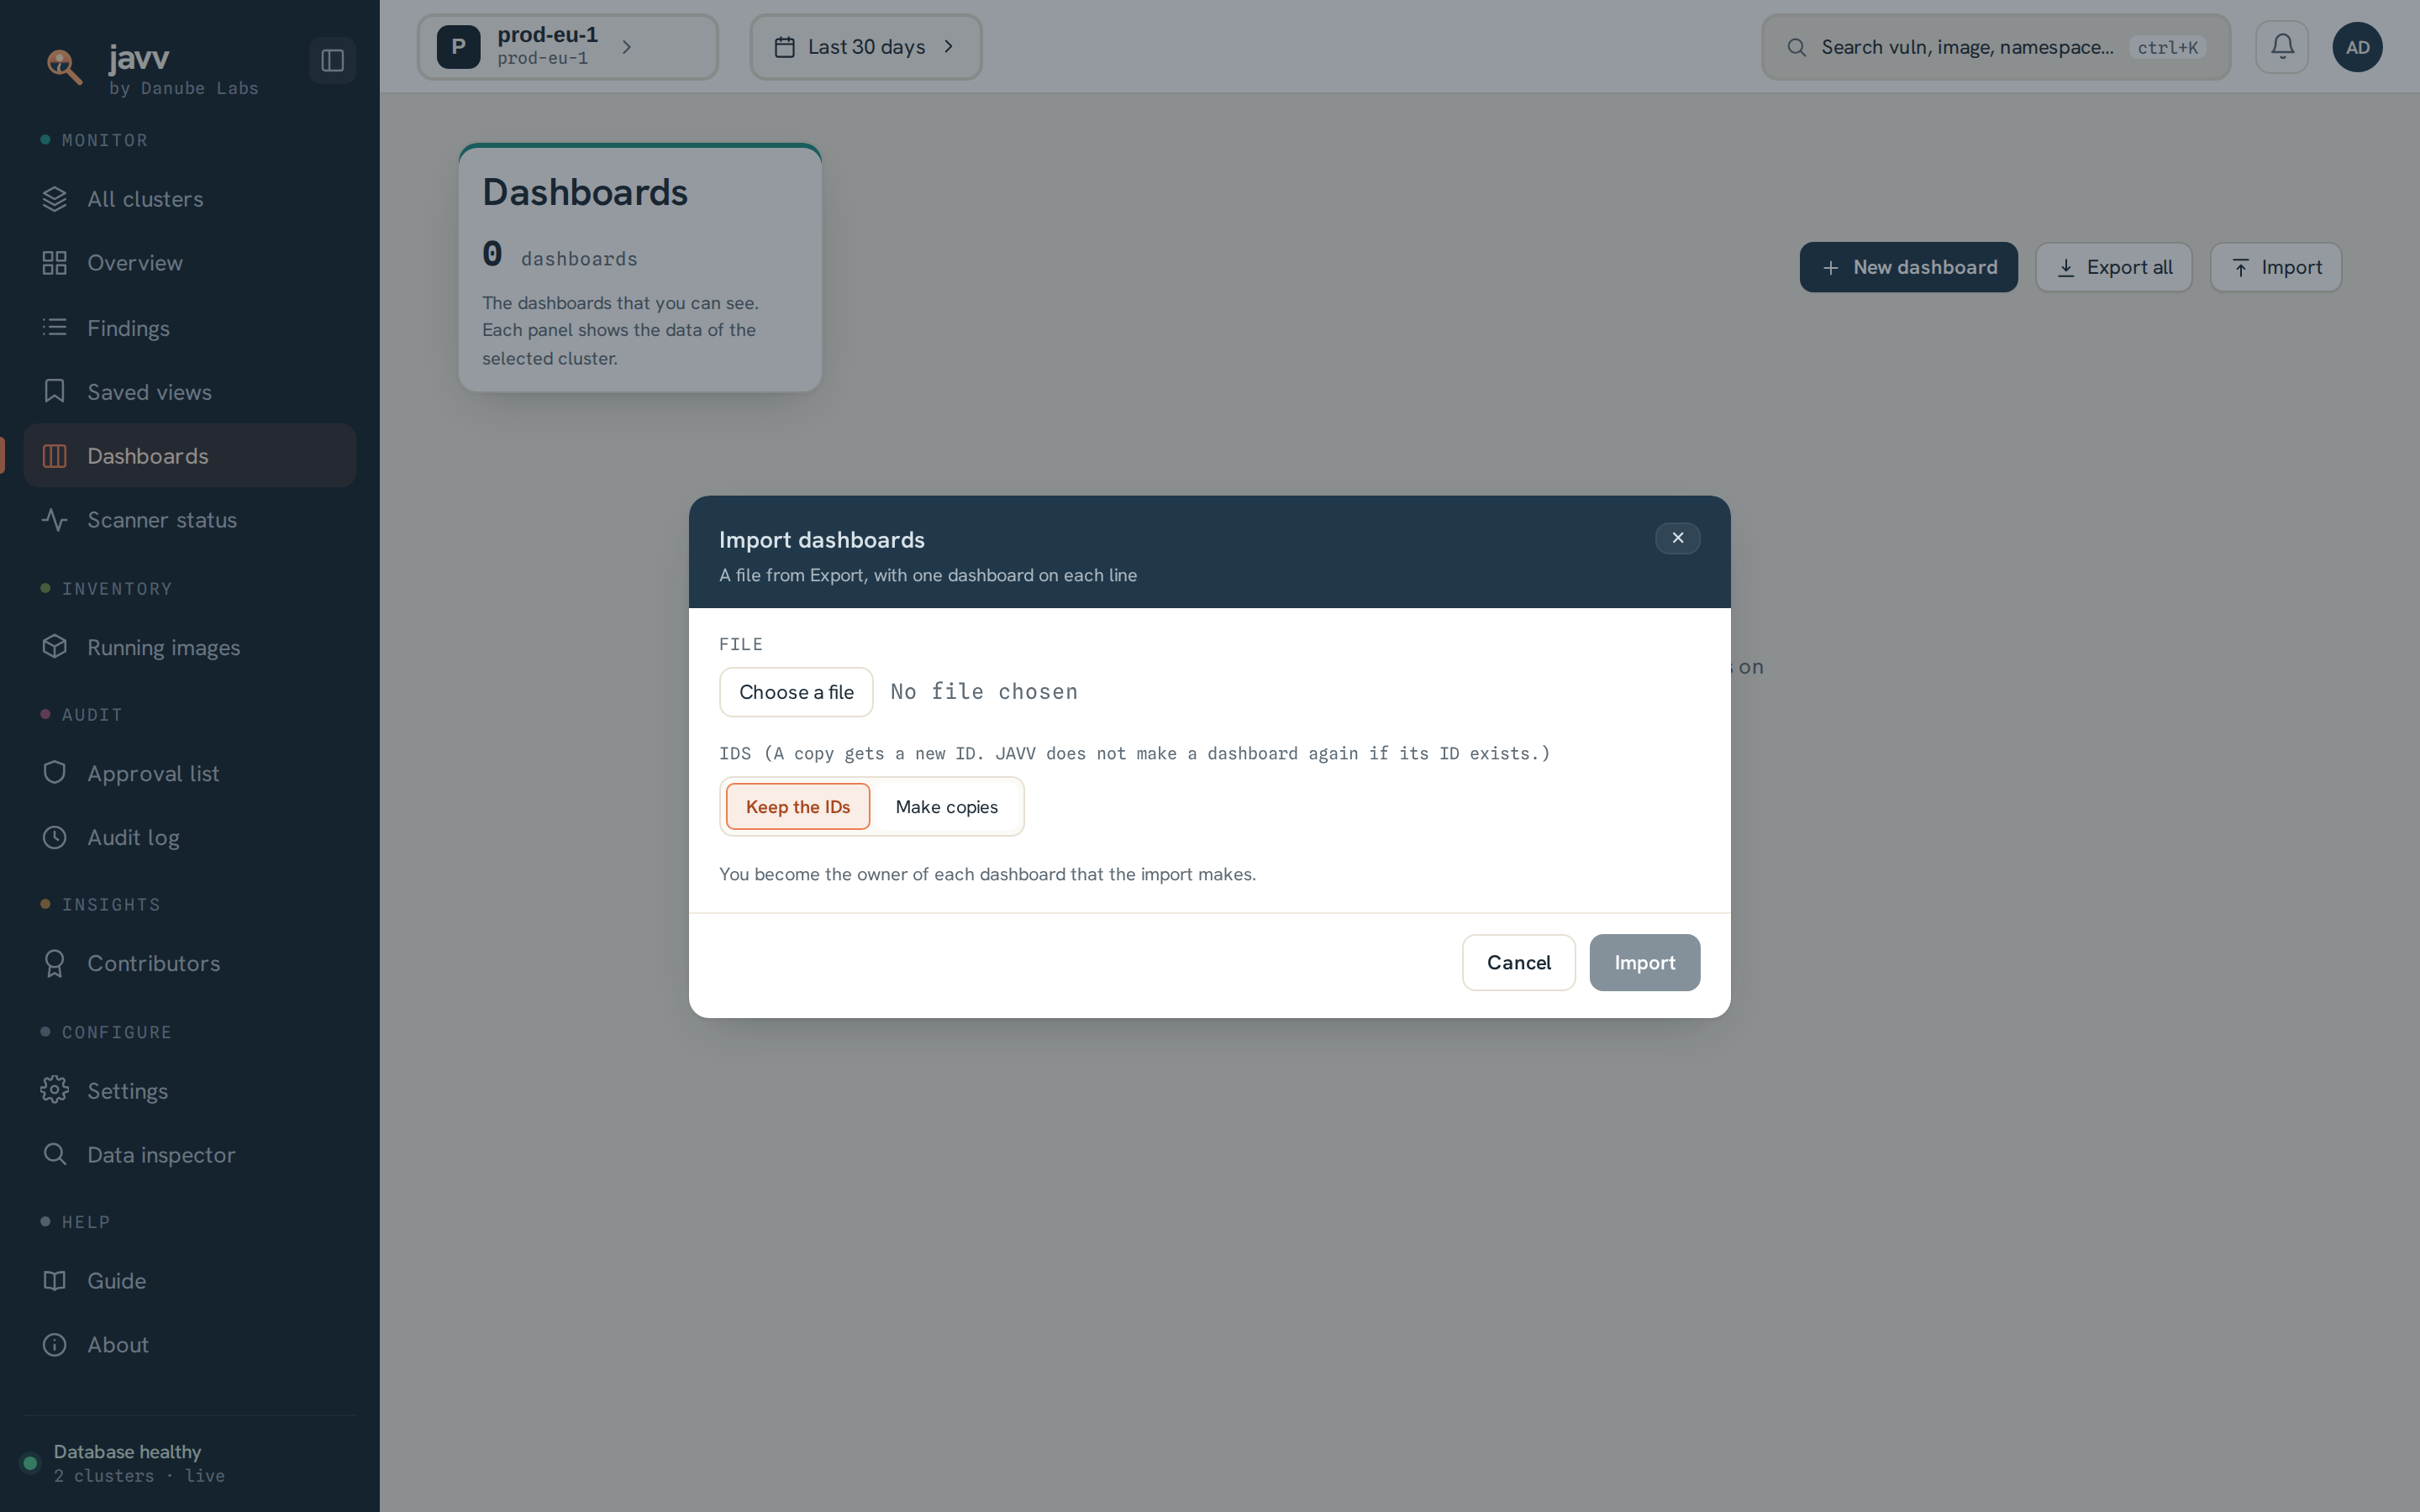 javv
by Danube Labs
MONITOR
All clusters
Overview
Findings
Saved views
Dashboards
Scanner status
INVENTORY
Running images
AUDIT
Approval list
Audit log
INSIGHTS
Contributors
CONFIGURE
Settings
Data inspector
HELP
Guide
About
Database healthy
2 clusters · live
P
prod-eu-1
prod-eu-1
Last 30 days
Search vuln, image, namespace...
ctrl+K
AD
Dashboards
0 dashboards
The dashboards that you can see.
Each panel shows the data of the
selected cluster.
New dashboard
Export all
Import
Import dashboards
A file from Export, with one dashboard on each line
FILE
Choose a file
No file chosen
IDS (A copy gets a new ID. JAVV does not make a dashboard again if its ID exists.)
Keep the IDs
Make copies
You become the owner of each dashboard that the import makes.
Cancel
Import
on